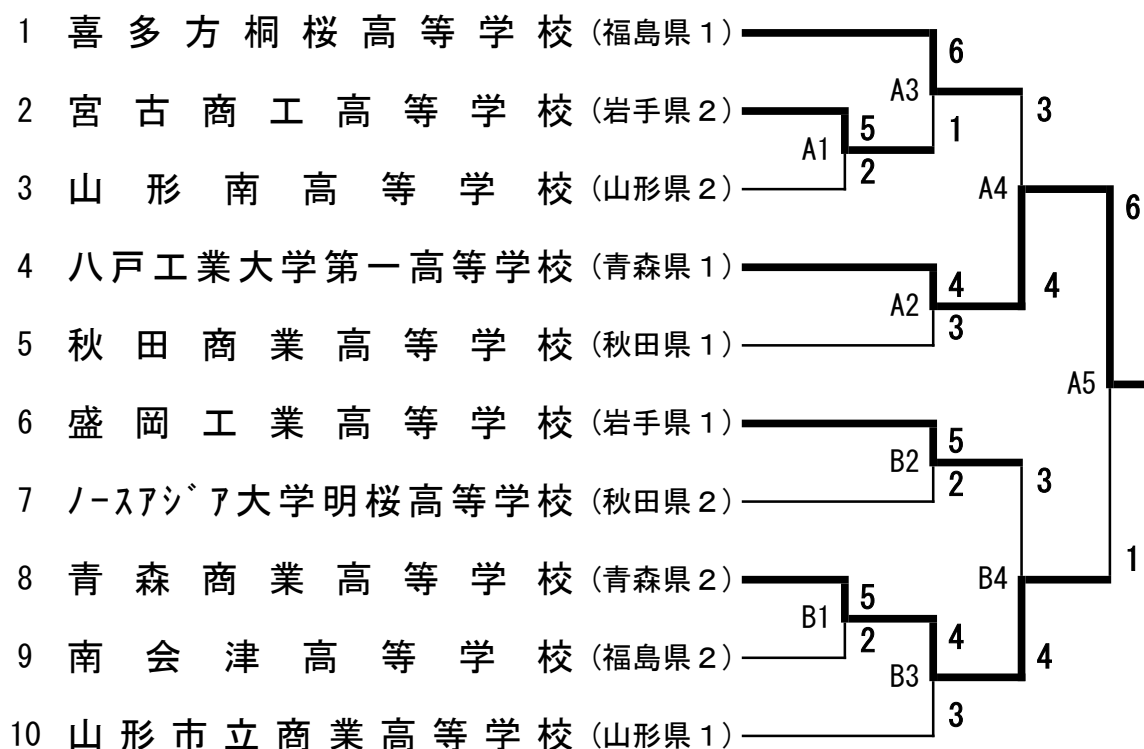 1 喜多方桐桜高等学校 (福島県１)
6
A3
2 宮古商工高等学校 (岩手県２)
5
1
3
A1
2
3 山形南高等学校 (山形県２)
A4
6
4 八戸工業大学第一高等学校 (青森県１)
4
4
A2
3
5 秋田商業高等学校 (秋田県１)
A5
6 盛岡工業高等学校 (岩手県１)
5
B2
2
3
7 ﾉｰｽｱｼﾞｱ大学明桜高等学校 (秋田県２)
1
8 青森商業高等学校 (青森県２)
B4
5
B1
2
4
9 南会津高等学校 (福島県２)
4
B3
3
10 山形市立商業高等学校 (山形県１)